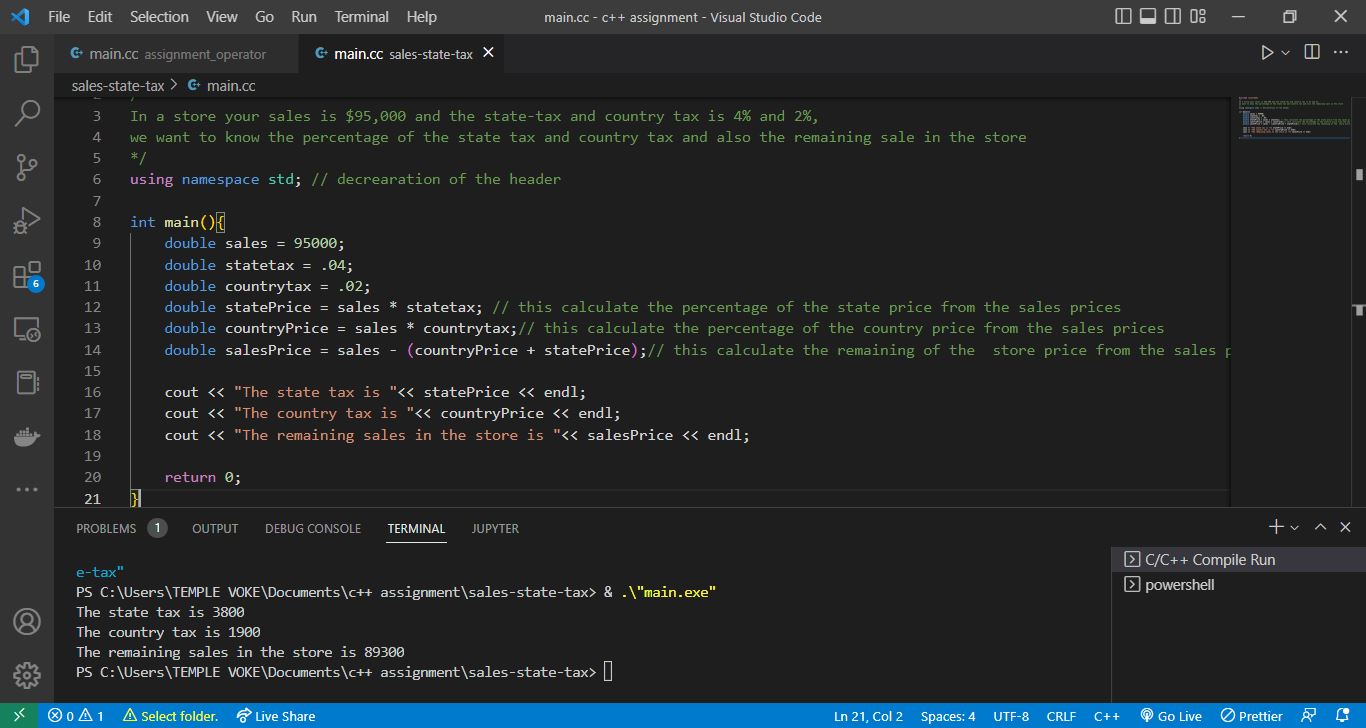 File Edit Selection View Go Run Terminal Help main.cc - c++ assignment - Visual Studio Code
main.cc assignment_operator main.cc sales-state-tax
sales-state-tax > main.cc
3 In a store your sales is $95,000 and the state-tax and country tax is 4% and 2%,
4 we want to know the percentage of the state tax and country tax and also the remaining sale in the store
5 */
6 using namespace std; // decrearation of the header
7
8 int main(){
9 double sales = 95000;
10 double statetax = .04;
11 double countrytax = .02;
12 double statePrice = sales * statetax; // this calculate the percentage of the state price from the sales prices
13 double countryPrice = sales * countrytax;// this calculate the percentage of the country price from the sales prices
14 double salesPrice = sales - (countryPrice + statePrice);// this calculate the remaining of the  store price from the sales p
15
16 cout << "The state tax is "<< statePrice << endl;
17 cout << "The country tax is "<< countryPrice << endl;
18 cout << "The remaining sales in the store is "<< salesPrice << endl;
19
20 return 0;
21 }
6
PROBLEMS 1 OUTPUT DEBUG CONSOLE TERMINAL JUPYTER
e-tax"
PS C:\Users\TEMPLE VOKE\Documents\c++ assignment\sales-state-tax> & .\"main.exe"
The state tax is 3800
The country tax is 1900
The remaining sales in the store is 89300
PS C:\Users\TEMPLE VOKE\Documents\c++ assignment\sales-state-tax>
C/C++ Compile Run
powershell
0 1 Select folder. Live Share Ln 21, Col 2 Spaces: 4 UTF-8 CRLF C++ Go Live Prettier